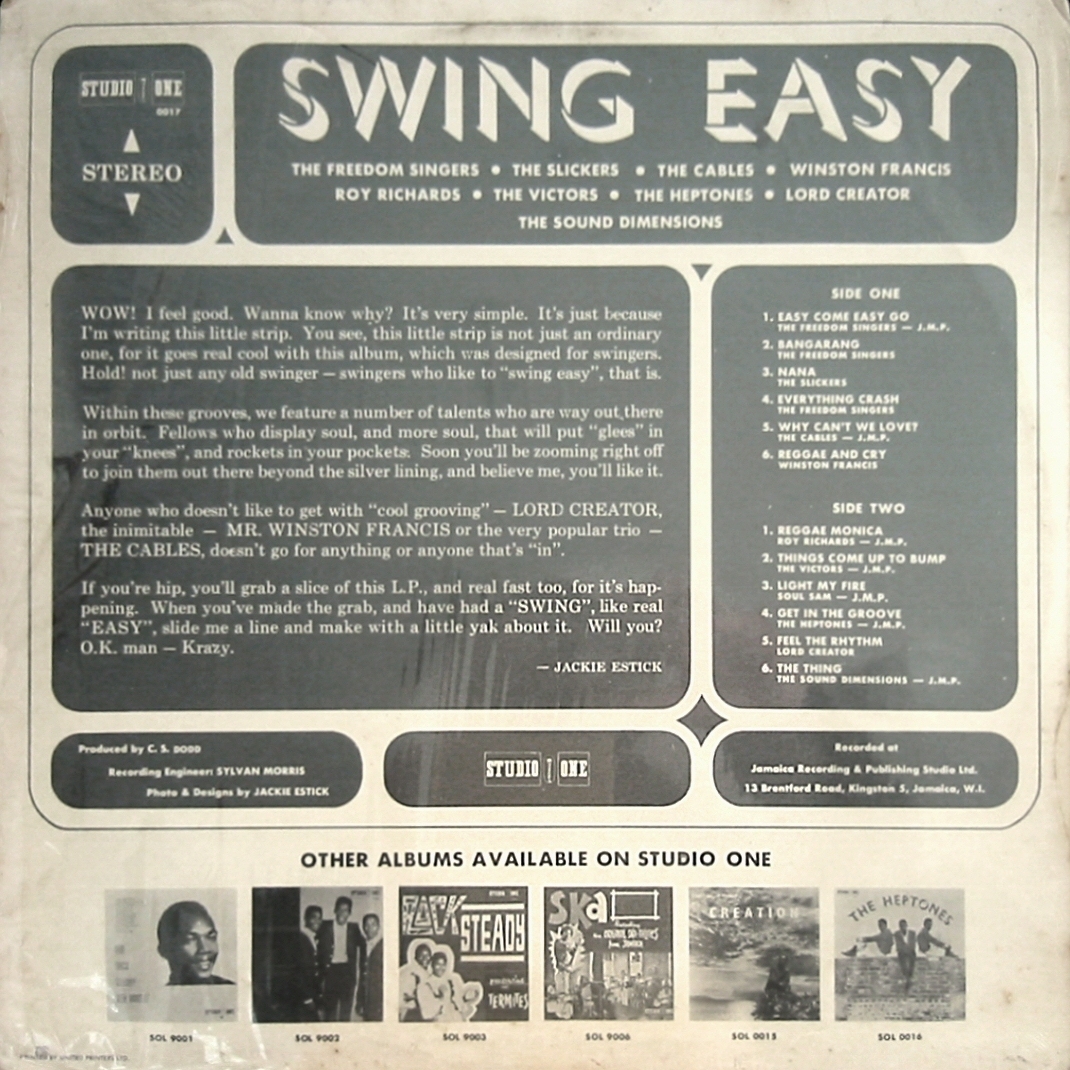 STUDIO ONE
0017
STEREO
SWING EASY
THE FREEDOM SINGERS • THE SLICKERS • THE CABLES • WINSTON FRANCIS
ROY RICHARDS • THE VICTORS • THE HEPTONES • LORD CREATOR
THE SOUND DIMENSIONS
WOW! I feel good. Wanna know why? It's very simple. It's just because
I'm writing this little strip. You see, this little strip is not just an ordinary
one, for it goes real cool with this album, which was designed for swingers.
Hold! not just any old swinger — swingers who like to "swing easy", that is.
Within these grooves, we feature a number of talents who are way out there
in orbit. Fellows who display soul, and more soul, that will put "glees" in
your "knees", and rockets in your pockets. Soon you'll be zooming right off
to join them out there beyond the silver lining, and believe me, you'll like it.
Anyone who doesn't like to get with "cool grooving" — LORD CREATOR,
the inimitable — MR. WINSTON FRANCIS or the very popular trio —
THE CABLES, doesn't go for anything or anyone that's "in".
If you're hip, you'll grab a slice of this L.P., and real fast too, for it's hap-
pening. When you've made the grab, and have had a "SWING", like real
"EASY", slide me a line and make with a little yak about it. Will you?
O.K. man — Krazy.
— JACKIE ESTICK
SIDE ONE
1. EASY COME EASY GO
THE FREEDOM SINGERS — J.M.P.
2. BANGARANG
THE FREEDOM SINGERS
3. NANA
THE SLICKERS
4. EVERYTHING CRASH
THE FREEDOM SINGERS
5. WHY CAN'T WE LOVE?
THE CABLES — J.M.P.
6. REGGAE AND CRY
WINSTON FRANCIS
SIDE TWO
1. REGGAE MONICA
ROY RICHARDS — J.M.P.
2. THINGS COME UP TO BUMP
THE VICTORS — J.M.P.
3. LIGHT MY FIRE
SOUL SAM — J.M.P.
4. GET IN THE GROOVE
THE HEPTONES — J.M.P.
5. FEEL THE RHYTHM
LORD CREATOR
6. THE THING
THE SOUND DIMENSIONS — J.M.P.
Produced by C. S. DODD
Recording Engineer: SYLVAN MORRIS
Photo & Designs by JACKIE ESTICK
STUDIO ONE
Recorded at
Jamaica Recording & Publishing Studio Ltd.
13 Brentford Road, Kingston 5, Jamaica, W.I.
OTHER ALBUMS AVAILABLE ON STUDIO ONE
ROCK STEADY
TERMITES
SKa
from JAMAICA
CREATION
THE HEPTONES
SOL 9001
SOL 9002
SOL 9003
SOL 9006
SOL 0015
SOL 0016
PRINTED BY UNITED PRINTERS LTD.